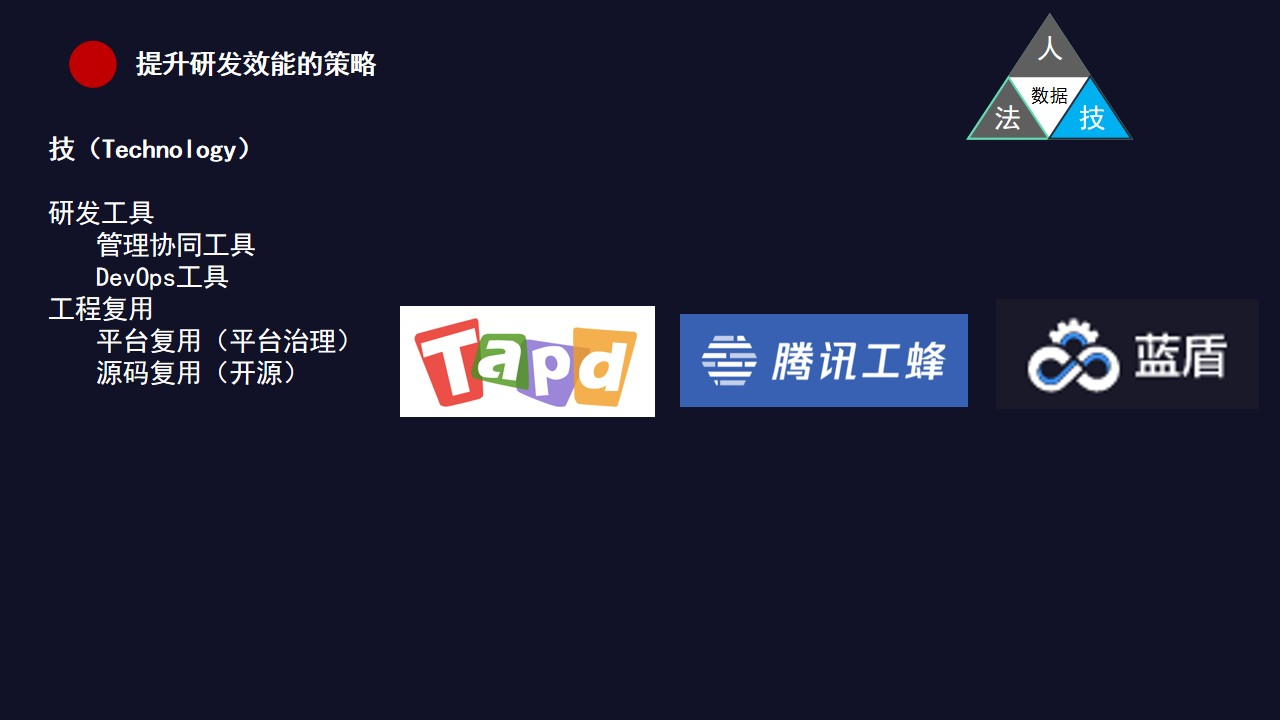 提升研发效能的策略
人
数据
法
技
技（Technology）
研发工具
管理协同工具
DevOps工具
工程复用
平台复用（平台治理）
源码复用（开源）
Tapd
腾讯工蜂
蓝盾